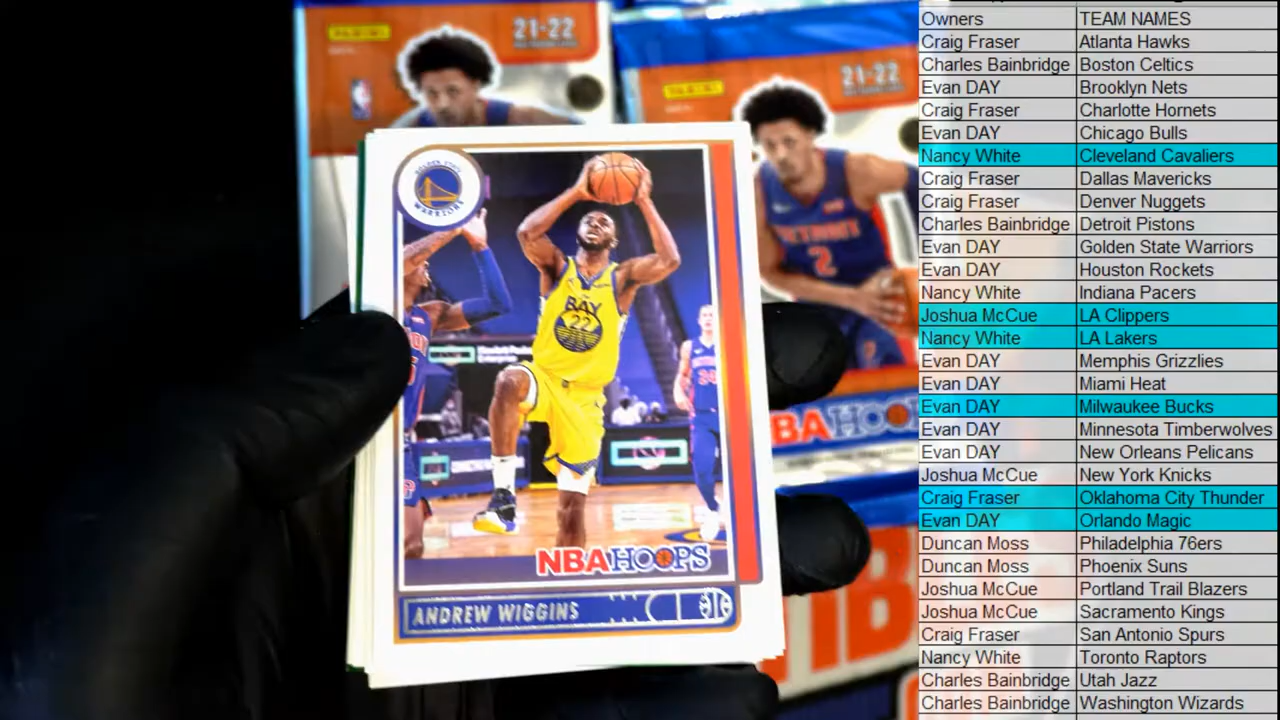 PANINI
21-22
PANINI
21-22
GOLDEN STATE
WARRIORS
BAY
22
DETROIT
2
NBA HOOPS
NBA HOOPS
ANDREW WIGGINS
Owners TEAM NAMES
Craig Fraser Atlanta Hawks
Charles Bainbridge Boston Celtics
Evan DAY Brooklyn Nets
Craig Fraser Charlotte Hornets
Evan DAY Chicago Bulls
Nancy White Cleveland Cavaliers
Craig Fraser Dallas Mavericks
Craig Fraser Denver Nuggets
Charles Bainbridge Detroit Pistons
Evan DAY Golden State Warriors
Evan DAY Houston Rockets
Nancy White Indiana Pacers
Joshua McCue LA Clippers
Nancy White LA Lakers
Evan DAY Memphis Grizzlies
Evan DAY Miami Heat
Evan DAY Milwaukee Bucks
Evan DAY Minnesota Timberwolves
Evan DAY New Orleans Pelicans
Joshua McCue New York Knicks
Craig Fraser Oklahoma City Thunder
Evan DAY Orlando Magic
Duncan Moss Philadelphia 76ers
Duncan Moss Phoenix Suns
Joshua McCue Portland Trail Blazers
Joshua McCue Sacramento Kings
Craig Fraser San Antonio Spurs
Nancy White Toronto Raptors
Charles Bainbridge Utah Jazz
Charles Bainbridge Washington Wizards